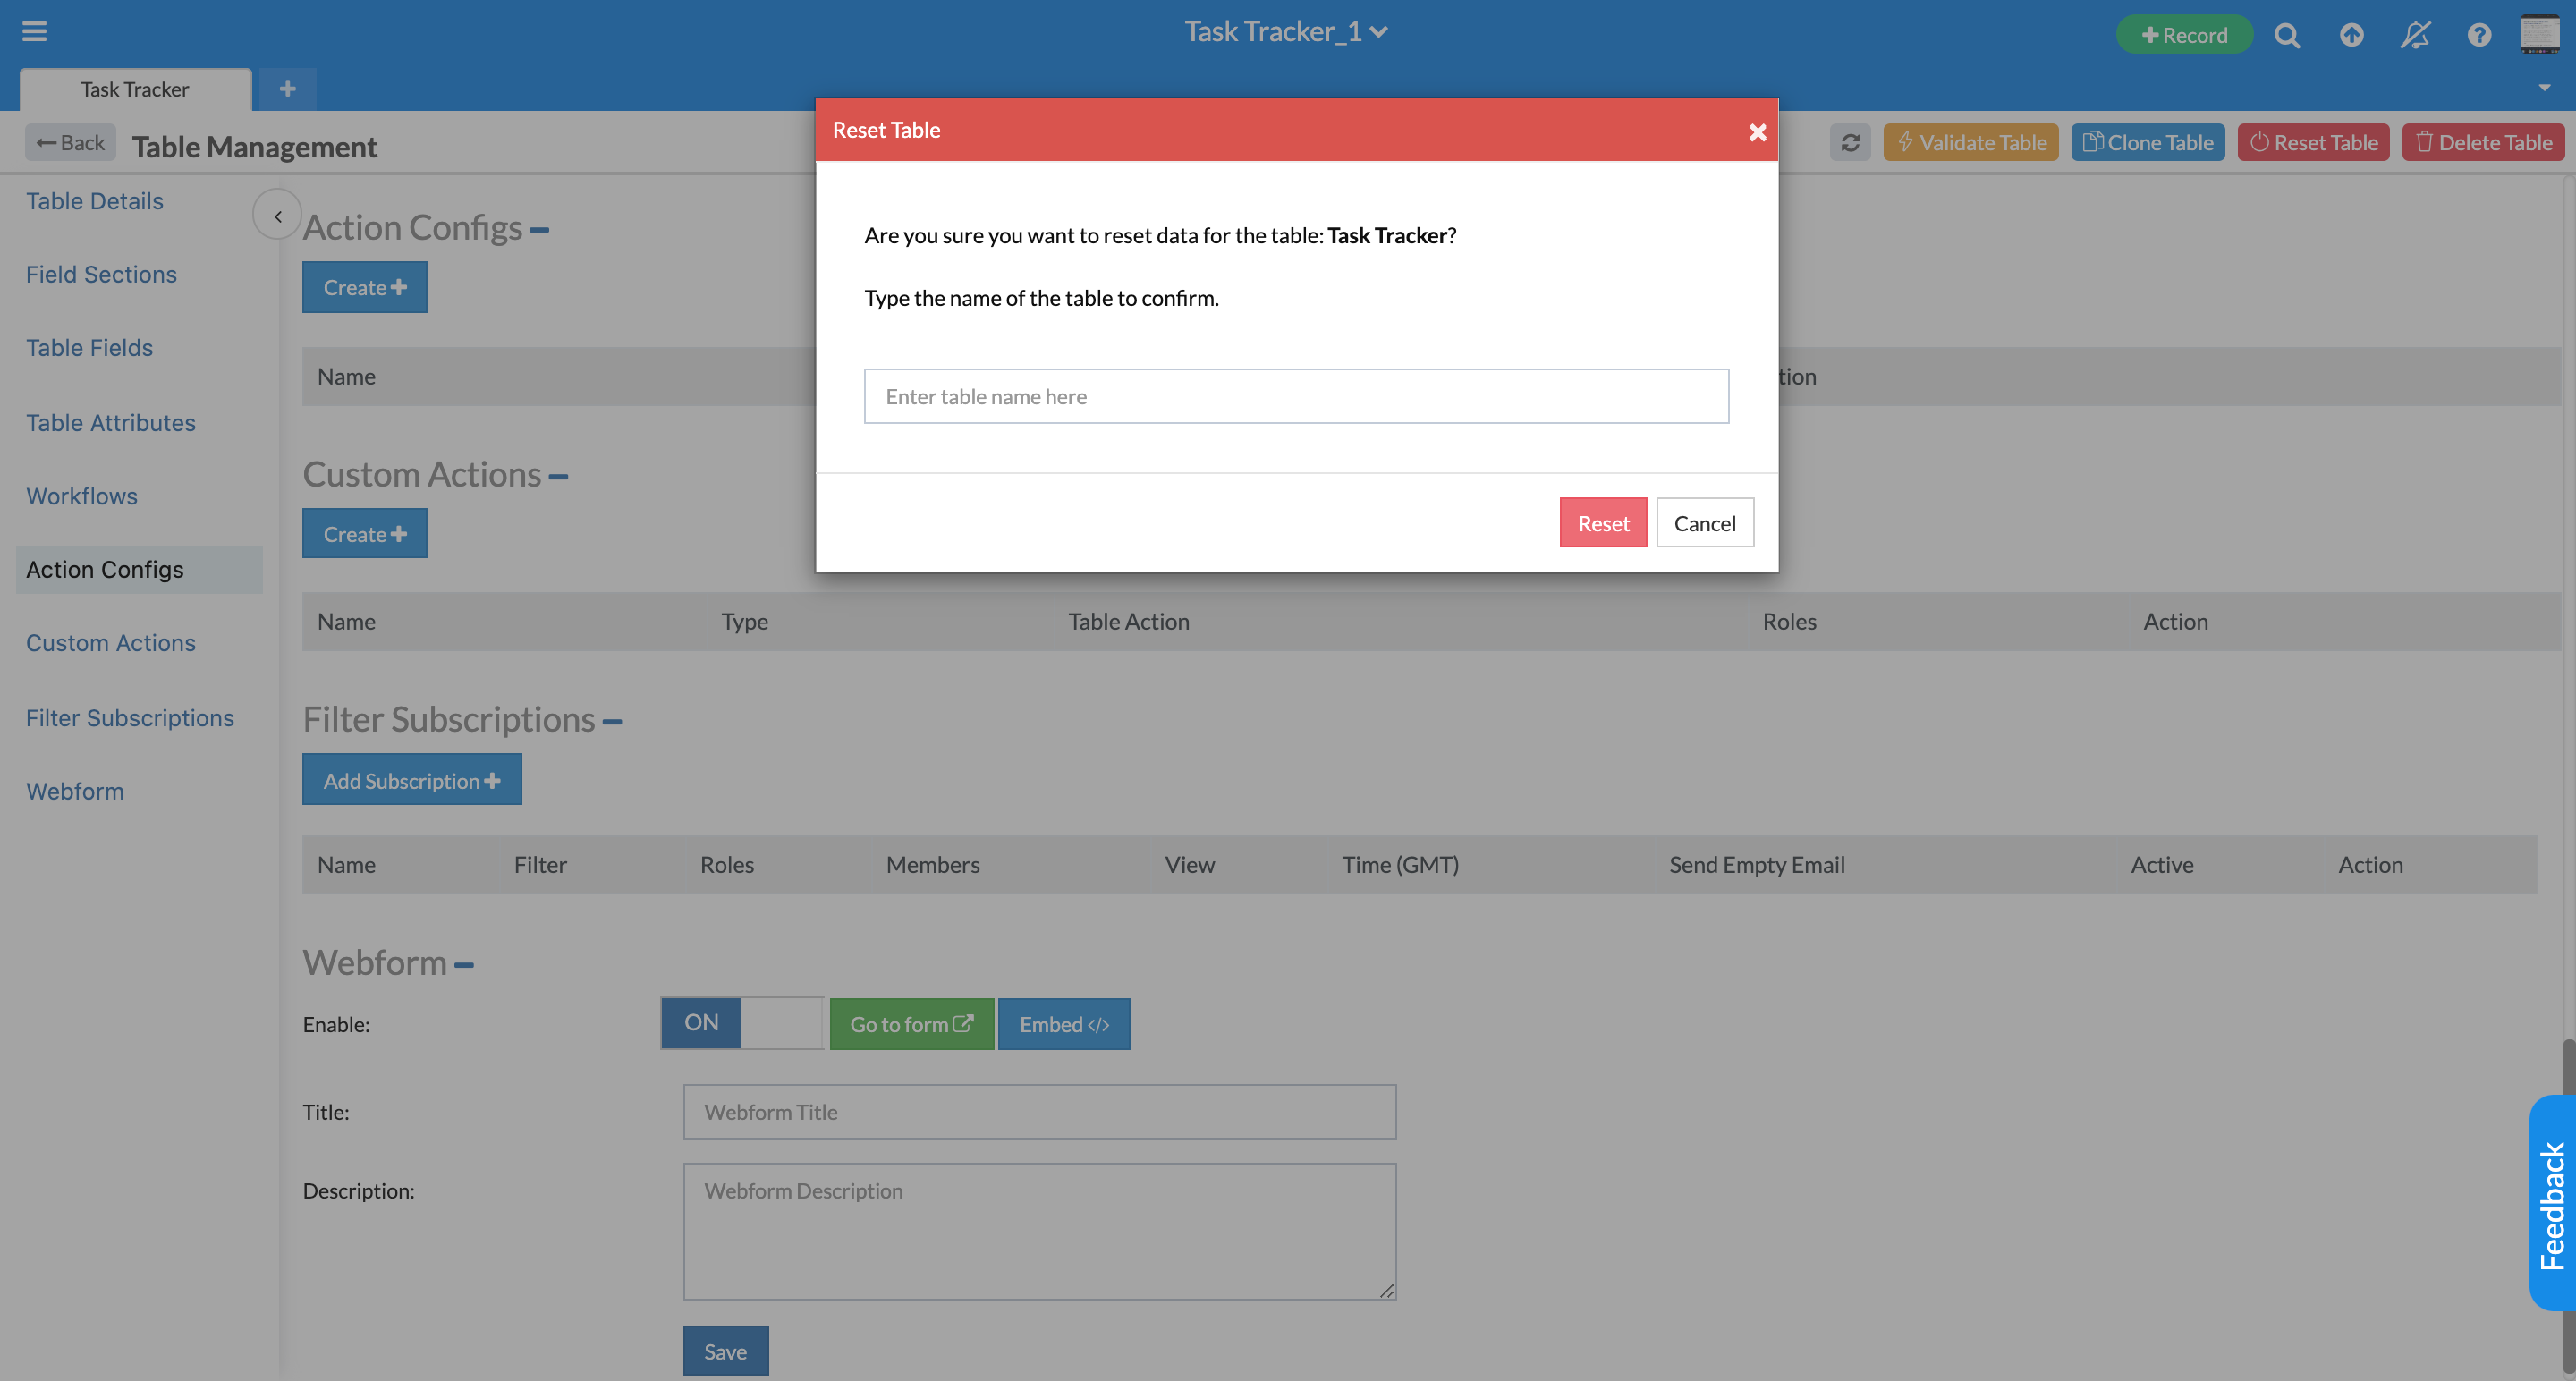 Task Tracker_1
Record
Task Tracker
Back
Table Management
Validate Table
Clone Table
Reset Table
Delete Table
Reset Table
Are you sure you want to reset data for the table: Task Tracker?
Type the name of the table to confirm.
Enter table name here
Reset
Cancel
Table Details
Field Sections
Table Fields
Table Attributes
Workflows
Action Configs
Custom Actions
Filter Subscriptions
Webform
Action Configs
Create
Name
tion
Custom Actions
Create
Name Type Table Action Roles Action
Filter Subscriptions
Add Subscription
Name Filter Roles Members View Time (GMT) Send Empty Email Active Action
Webform
Enable:
ON
Go to form
Embed </>
Title:
Webform Title
Description:
Webform Description
Save
Feedback